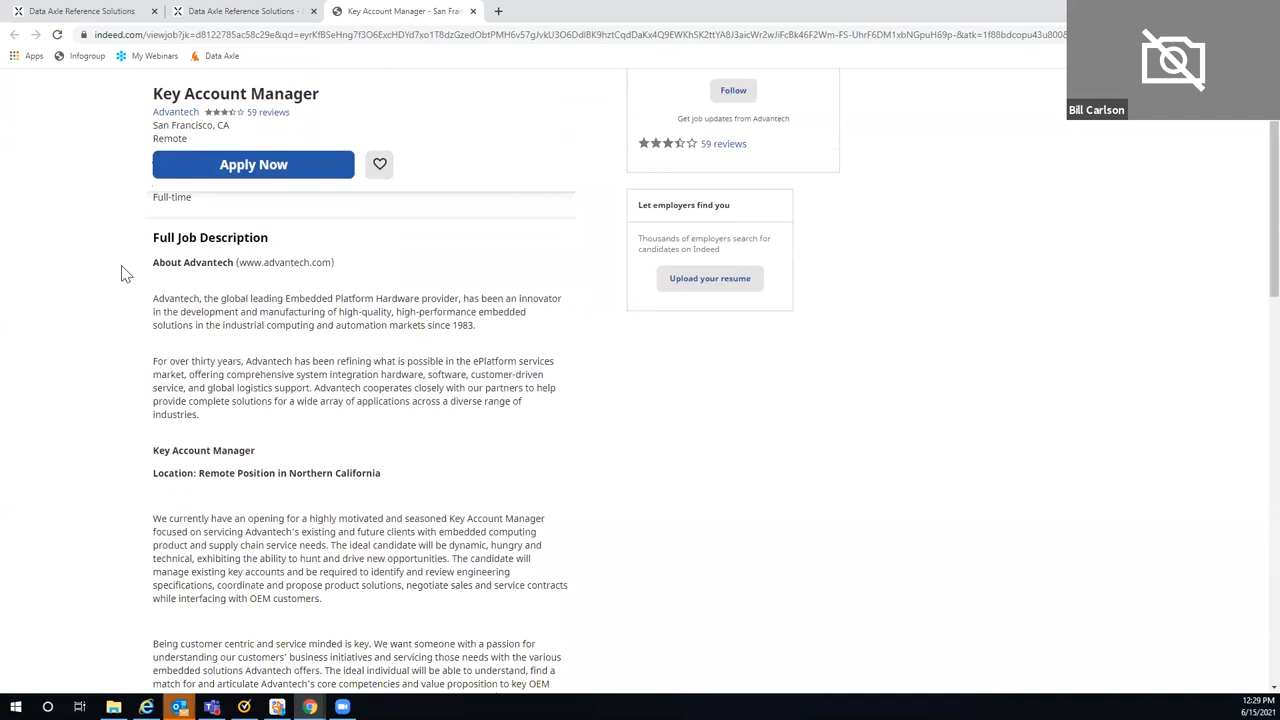 Data Axle Reference Solutions
Data Axle Reference Solutions -
Key Account Manager - San Fran
Apps
Infogroup
My Webinars
Data Axle
Bill Carlson
Key Account Manager
Advantech 59 reviews
San Francisco, CA
Remote
Apply Now
Full-time
Follow
Get job updates from Advantech
59 reviews
Let employers find you
Thousands of employers search for
candidates on Indeed
Upload your resume
Full Job Description
About Advantech (www.advantech.com)
Advantech, the global leading Embedded Platform Hardware provider, has been an innovator
in the development and manufacturing of high-quality, high-performance embedded
solutions in the industrial computing and automation markets since 1983.
For over thirty years, Advantech has been refining what is possible in the ePlatform services
market, offering comprehensive system integration hardware, software, customer-driven
service, and global logistics support. Advantech cooperates closely with our partners to help
provide complete solutions for a wide array of applications across a diverse range of
industries.
Key Account Manager
Location: Remote Position in Northern California
We currently have an opening for a highly motivated and seasoned Key Account Manager
focused on servicing Advantech's existing and future clients with embedded computing
product and supply chain service needs. The ideal candidate will be dynamic, hungry and
technical, exhibiting the ability to hunt and drive new opportunities. The candidate will
manage existing key accounts and be required to identify and review engineering
specifications, coordinate and propose product solutions, negotiate sales and service contracts
while interfacing with OEM customers.
Being customer centric and service minded is key. We want someone with a passion for
understanding our customers' business initiatives and servicing those needs with the various
embedded solutions Advantech offers. The ideal individual will be able to understand, find a
match for and articulate Advantech's core competencies and value proposition to key OEM
12:29 PM
6/15/2021